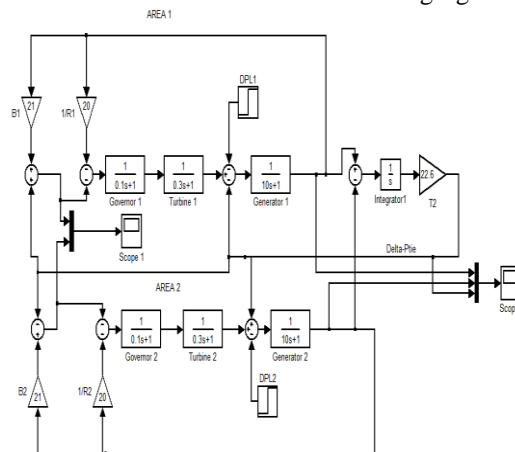 AREA 1
DPL1
21
20
B1
1/R1
1
0.1s+1
Governor 1
1
0.3s+1
Turbine 1
1
10s+1
Generator 1
1
s
Integrator1
22.6
T2
Scope 1
Delta-Ptie
AREA 2
1
0.1s+1
Governor 2
1
0.3s+1
Turbine 2
1
10s+1
Generator 2
DPL2
B2
21
1/R2
20